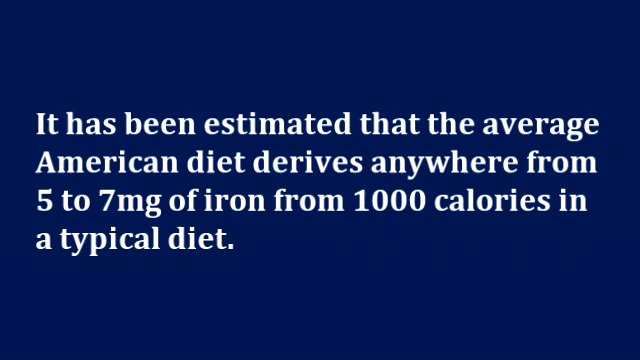 It has been estimated that the average
American diet derives anywhere from
5 to 7mg of iron from 1000 calories in
a typical diet.